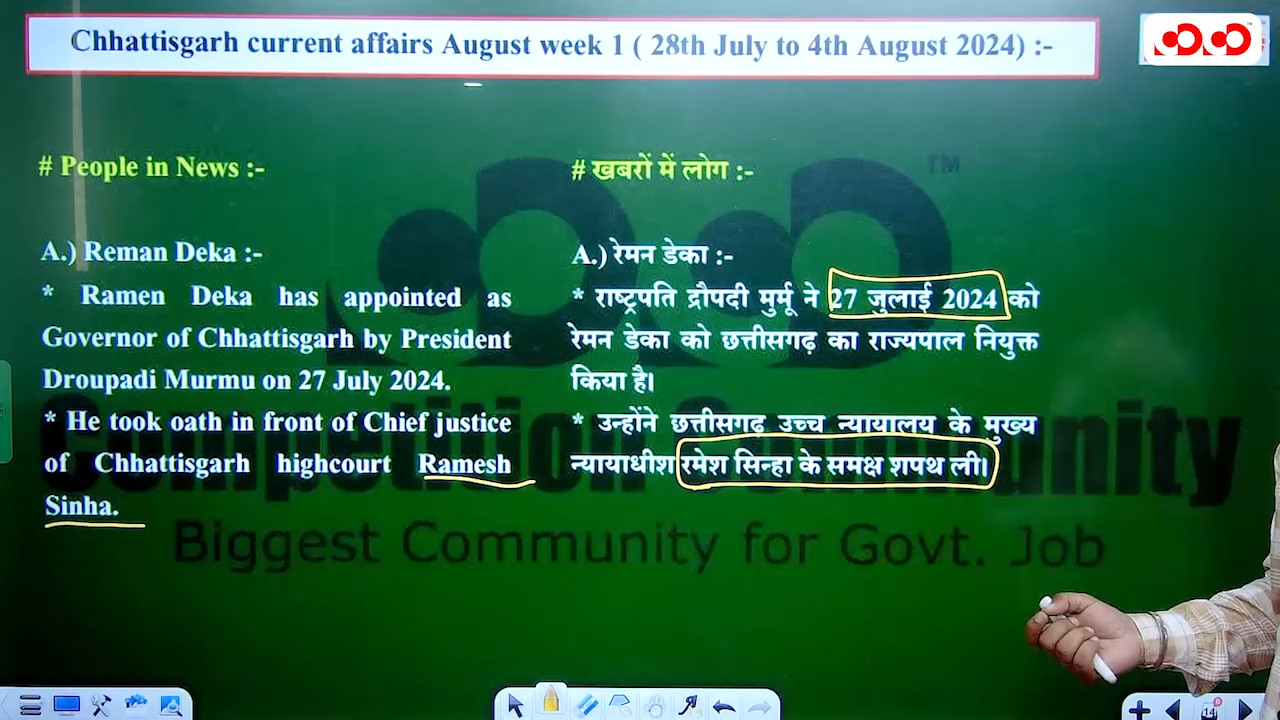 Chhattisgarh current affairs August week 1 ( 28th July to 4th August 2024) :-
# People in News :-
A.) Reman Deka :-
* Ramen Deka has appointed as
Governor of Chhattisgarh by President
Droupadi Murmu on 27 July 2024.
* He took oath in front of Chief justice
of Chhattisgarh highcourt Ramesh
Sinha.
# खबरों में लोग :-
A.) रेमन डेका :-
* राष्ट्रपति द्रौपदी मुर्मू ने 27 जुलाई 2024 को
रेमन डेका को छत्तीसगढ़ का राज्यपाल नियुक्त
किया है।
* उन्होंने छत्तीसगढ़ उच्च न्यायालय के मुख्य
न्यायाधीश रमेश सिन्हा के समक्ष शपथ ली।
TM
Competition Community
Biggest Community for Govt. Job
14